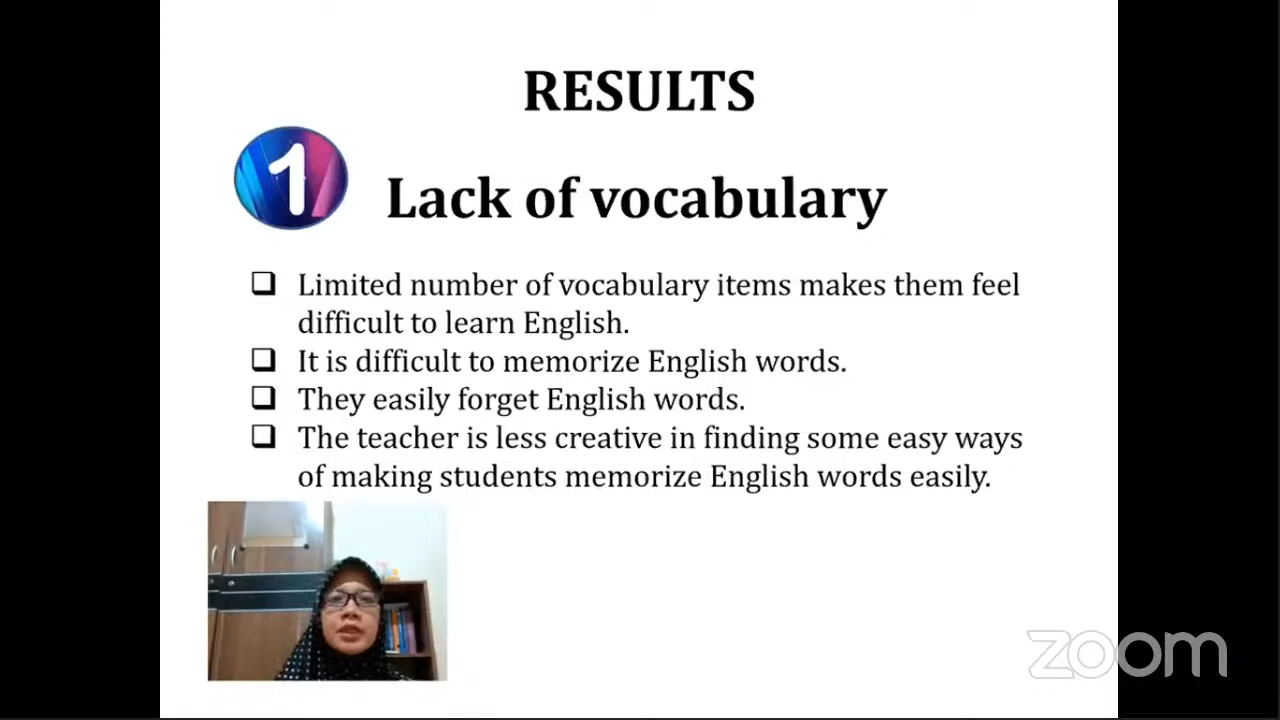 RESULTS
1
Lack of vocabulary
❑ Limited number of vocabulary items makes them feel
difficult to learn English.
❑ It is difficult to memorize English words.
❑ They easily forget English words.
❑ The teacher is less creative in finding some easy ways
of making students memorize English words easily.
zoom